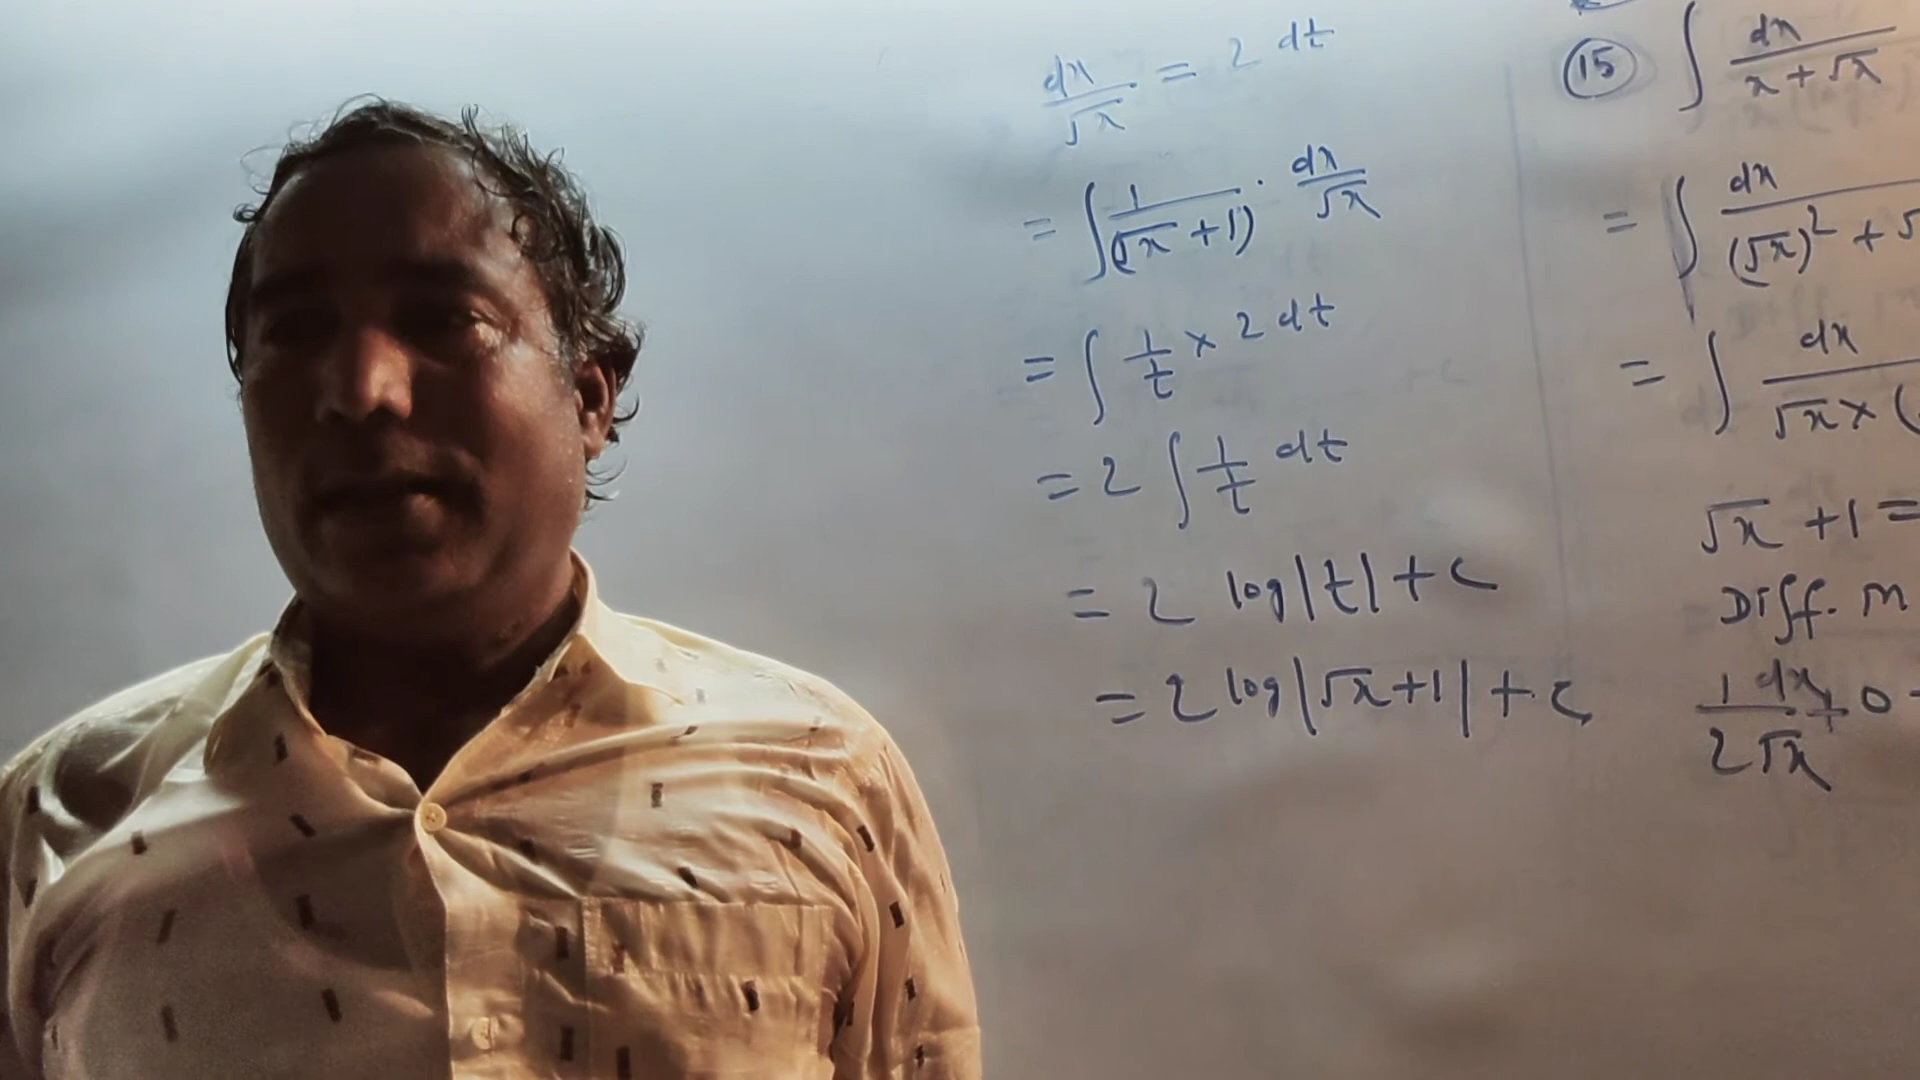 dx/√x = 2 dt
= ∫ 1/(√x + 1) · dx/√x
= ∫ 1/t × 2 dt
= 2 ∫ 1/t dt
= 2 log|t| + c
= 2 log|√x+1| + c
15 ∫ dx/x + √x
= ∫ dx/(√x)² + √
= ∫ dx/√x × (
√x + 1 =
Diff.
1/2√x dx + 0